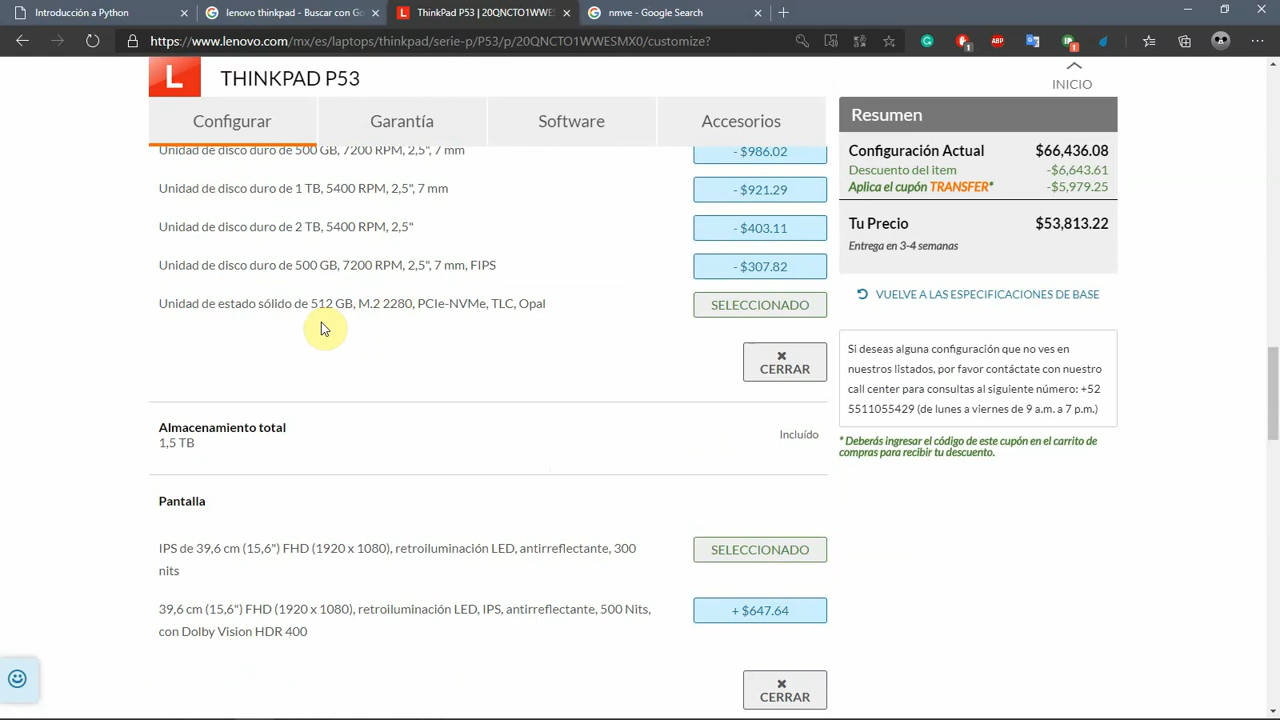 Introducción a Python
lenovo thinkpad - Buscar con Go
ThinkPad P53 | 20QNCTO1WWES
nmve - Google Search
https://www.lenovo.com/mx/es/laptops/thinkpad/serie-p/P53/p/20QNCTO1WWESMX0/customize?
L THINKPAD P53
INICIO
Configurar Garantía Software Accesorios
Unidad de disco duro de 500 GB, 7200 RPM, 2,5", 7 mm - $986.02
Unidad de disco duro de 1 TB, 5400 RPM, 2,5", 7 mm - $921.29
Unidad de disco duro de 2 TB, 5400 RPM, 2,5" - $403.11
Unidad de disco duro de 500 GB, 7200 RPM, 2,5", 7 mm, FIPS - $307.82
Unidad de estado sólido de 512 GB, M.2 2280, PCIe-NVMe, TLC, Opal SELECCIONADO
CERRAR
Almacenamiento total
1,5 TB
Incluído
Pantalla
IPS de 39,6 cm (15,6") FHD (1920 x 1080), retroiluminación LED, antirreflectante, 300
nits
SELECCIONADO
39,6 cm (15,6") FHD (1920 x 1080), retroiluminación LED, IPS, antirreflectante, 500 Nits,
con Dolby Vision HDR 400
+ $647.64
CERRAR
Resumen
Configuración Actual $66,436.08
Descuento del item -$6,643.61
Aplica el cupón TRANSFER* -$5,979.25
Tu Precio $53,813.22
Entrega en 3-4 semanas
VUELVE A LAS ESPECIFICACIONES DE BASE
Si deseas alguna configuración que no ves en
nuestros listados, por favor contáctate con nuestro
call center para consultas al siguiente número: +52
5511055429 (de lunes a viernes de 9 a.m. a 7 p.m.)
* Deberás ingresar el código de este cupón en el carrito de
compras para recibir tu descuento.